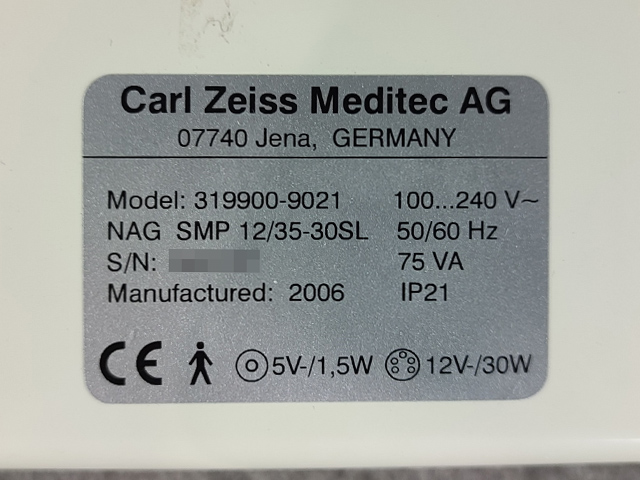 Carl Zeiss Meditec AG
07740 Jena, GERMANY
Model: 319900-9021 100...240 V~
NAG SMP 12/35-30SL 50/60 Hz
S/N: 75 VA
Manufactured: 2006 IP21
CE 5V-/1,5W 12V-/30W